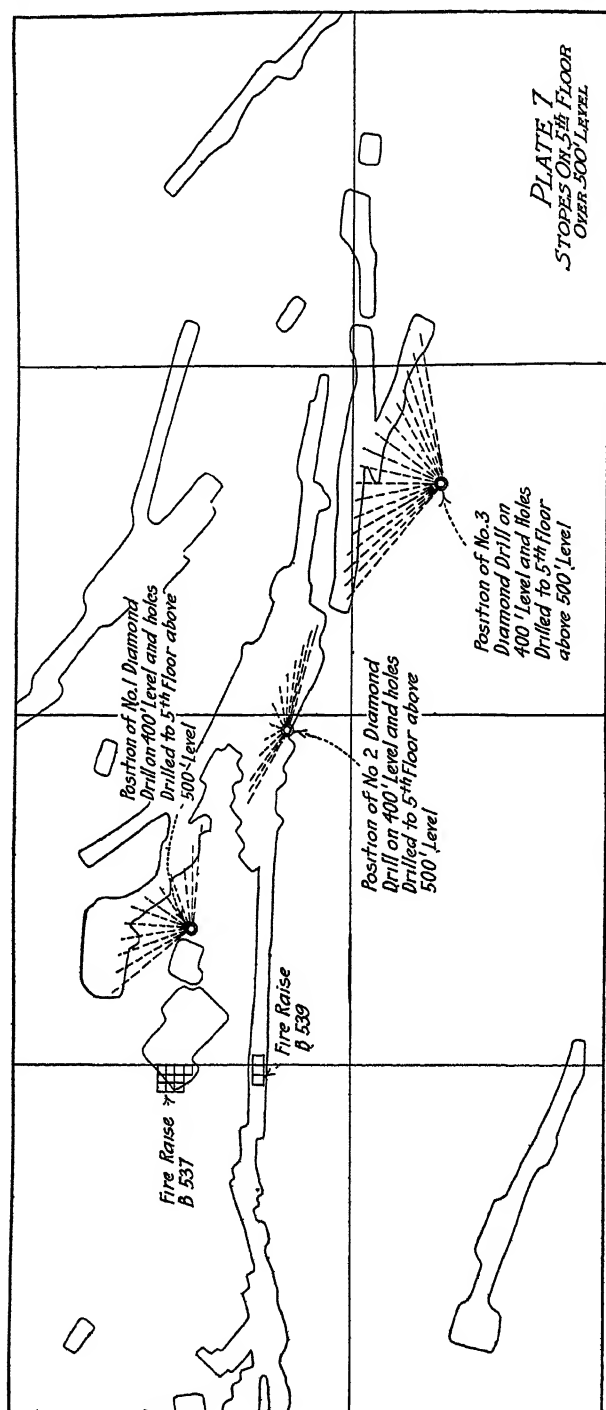 PLATE 7
STOPES ON 5th FLOOR
OVER 500' LEVEL
Position of No.1 Diamond
Drill on 400' Level and holes
Drilled to 5th Floor above
500' Level
Position of No 2 Diamond
Drill on 400' Level and holes
Drilled to 5th Floor above
500' Level
Position of No.3
Diamond Drill on
400' Level and Holes
Drilled to 5th Floor
above 500' Level
Fire Raise
B 537
Fire Raise
B 539